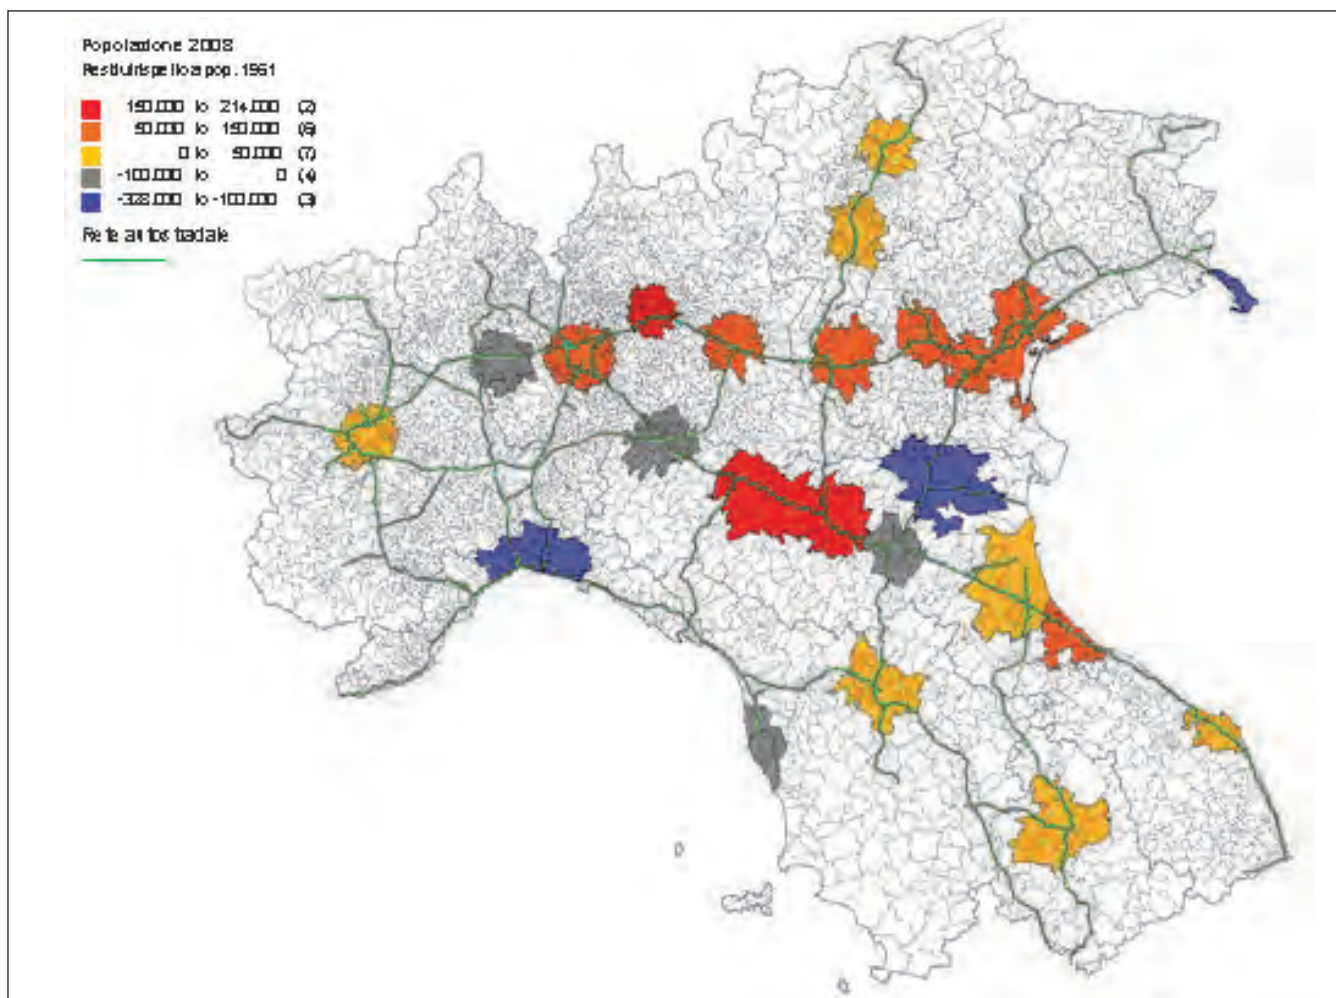 Popolazione 2008
Residui rispetto a pop. 1961
150.000 to 214.000 (2)
50.000 to 150.000 (6)
0 to 50.000 (7)
-100.000 to 0 (4)
-328.000 to -100.000 (3)
Rete autostradale